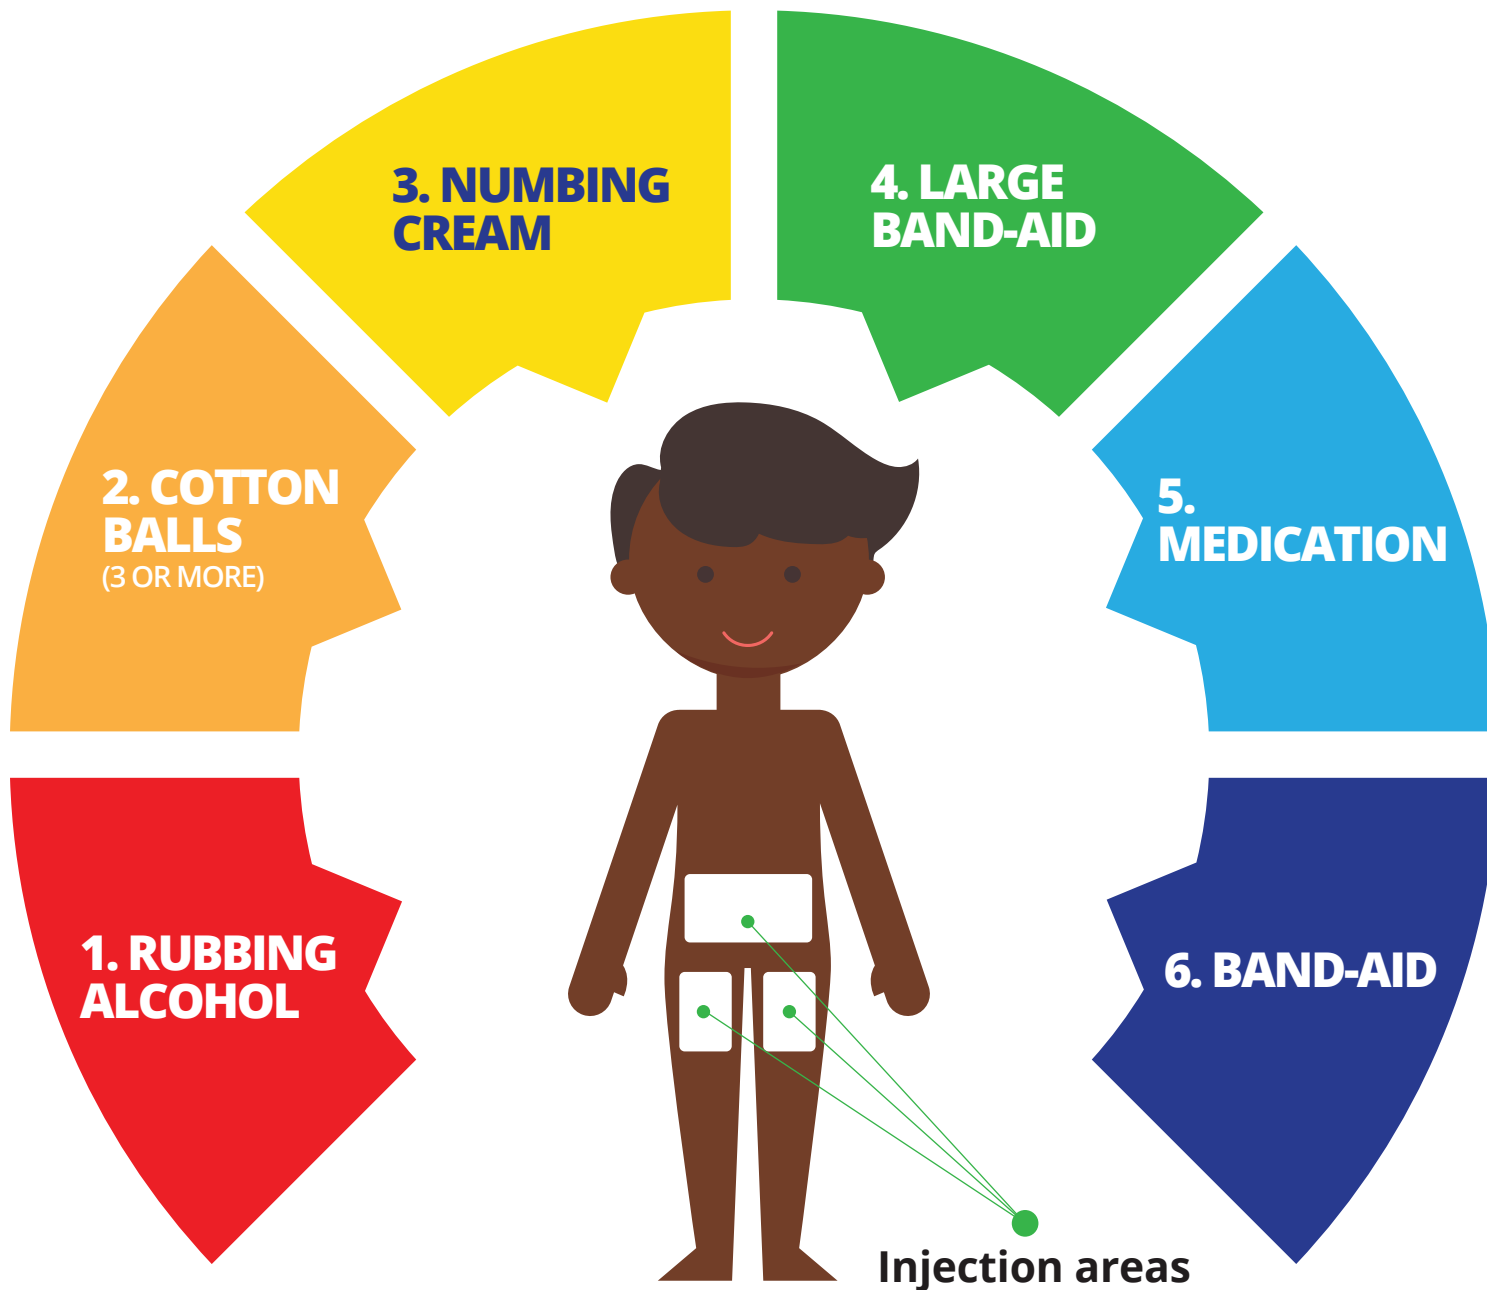 1. RUBBING
ALCOHOL
2. COTTON
BALLS
(3 OR MORE)
3. NUMBING
CREAM
4. LARGE
BAND-AID
5.
MEDICATION
6. BAND-AID
Injection areas